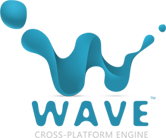 WAVE™
CROSS-PLATFORM ENGINE